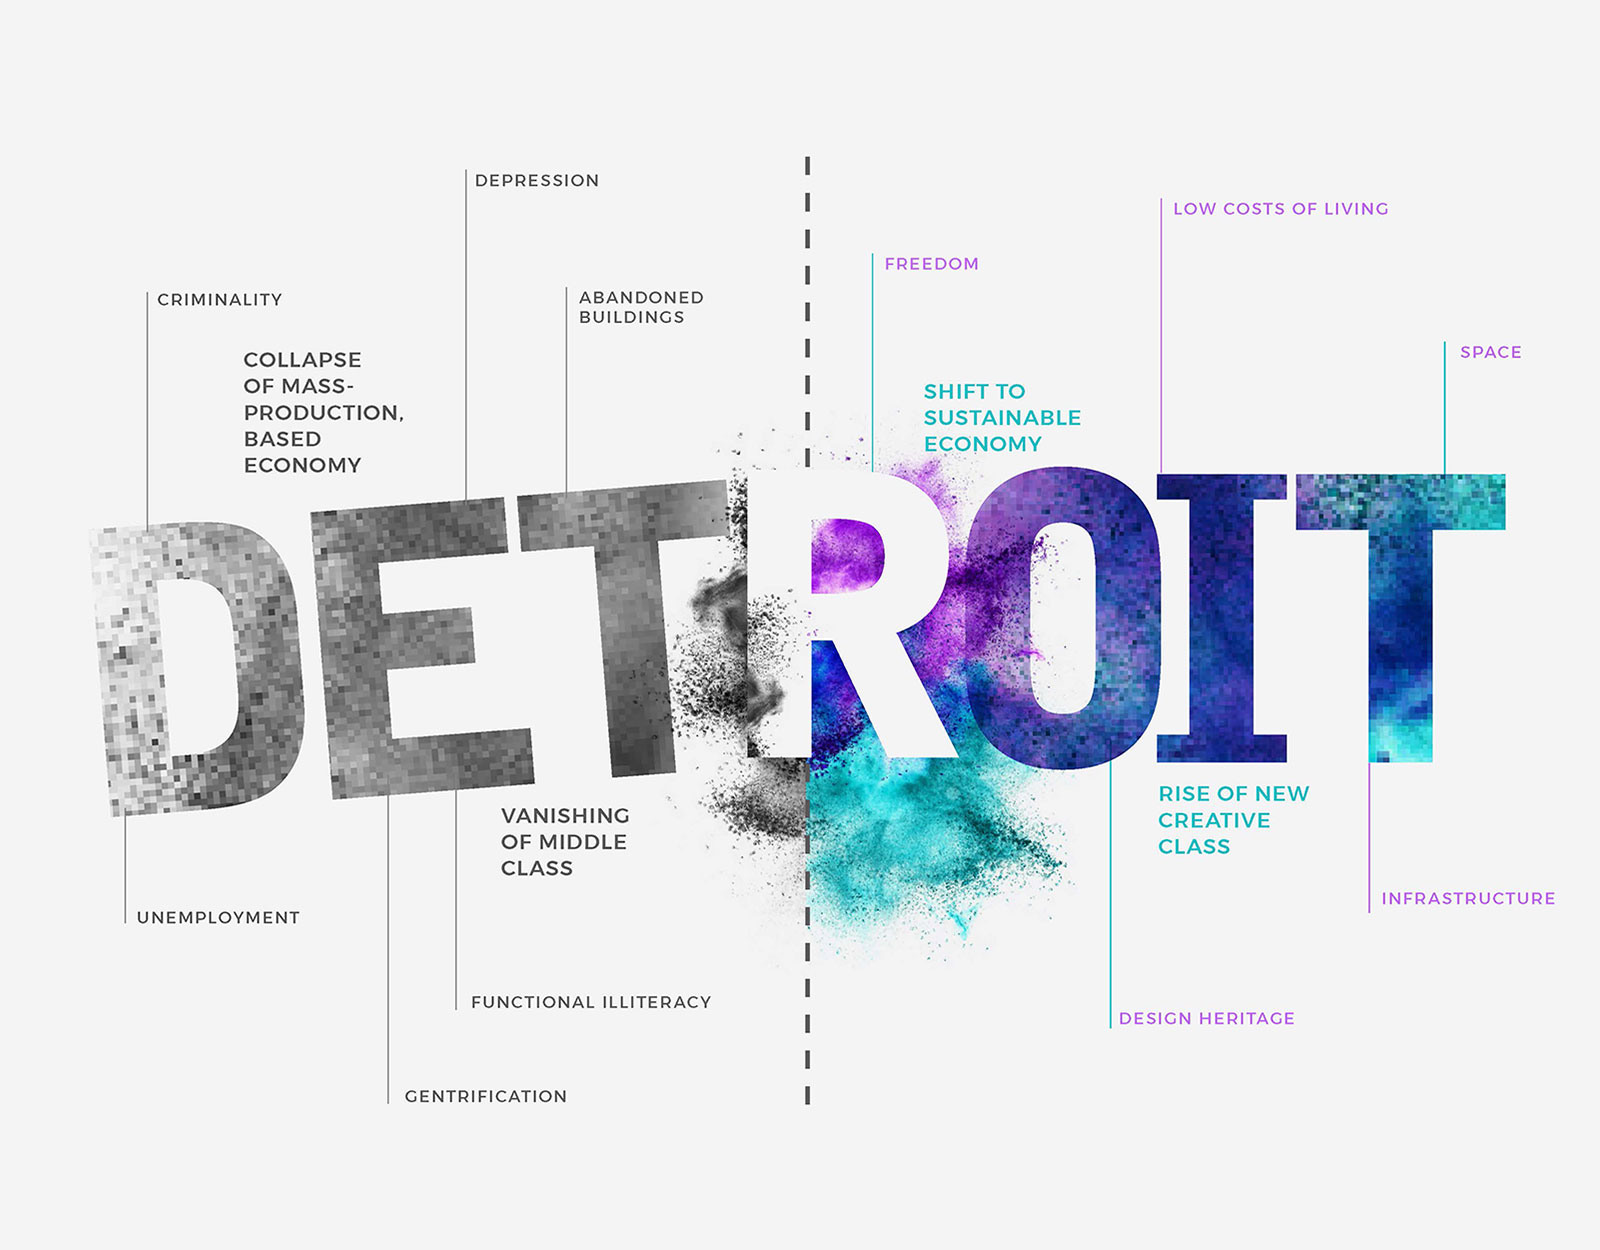 DEPRESSION
CRIMINALITY
ABANDONED
BUILDINGS
COLLAPSE
OF MASS-
PRODUCTION,
BASED
ECONOMY
LOW COSTS OF LIVING
FREEDOM
SPACE
SHIFT TO
SUSTAINABLE
ECONOMY
DETROIT
VANISHING
OF MIDDLE
CLASS
UNEMPLOYMENT
FUNCTIONAL ILLITERACY
GENTRIFICATION
RISE OF NEW
CREATIVE
CLASS
INFRASTRUCTURE
DESIGN HERITAGE